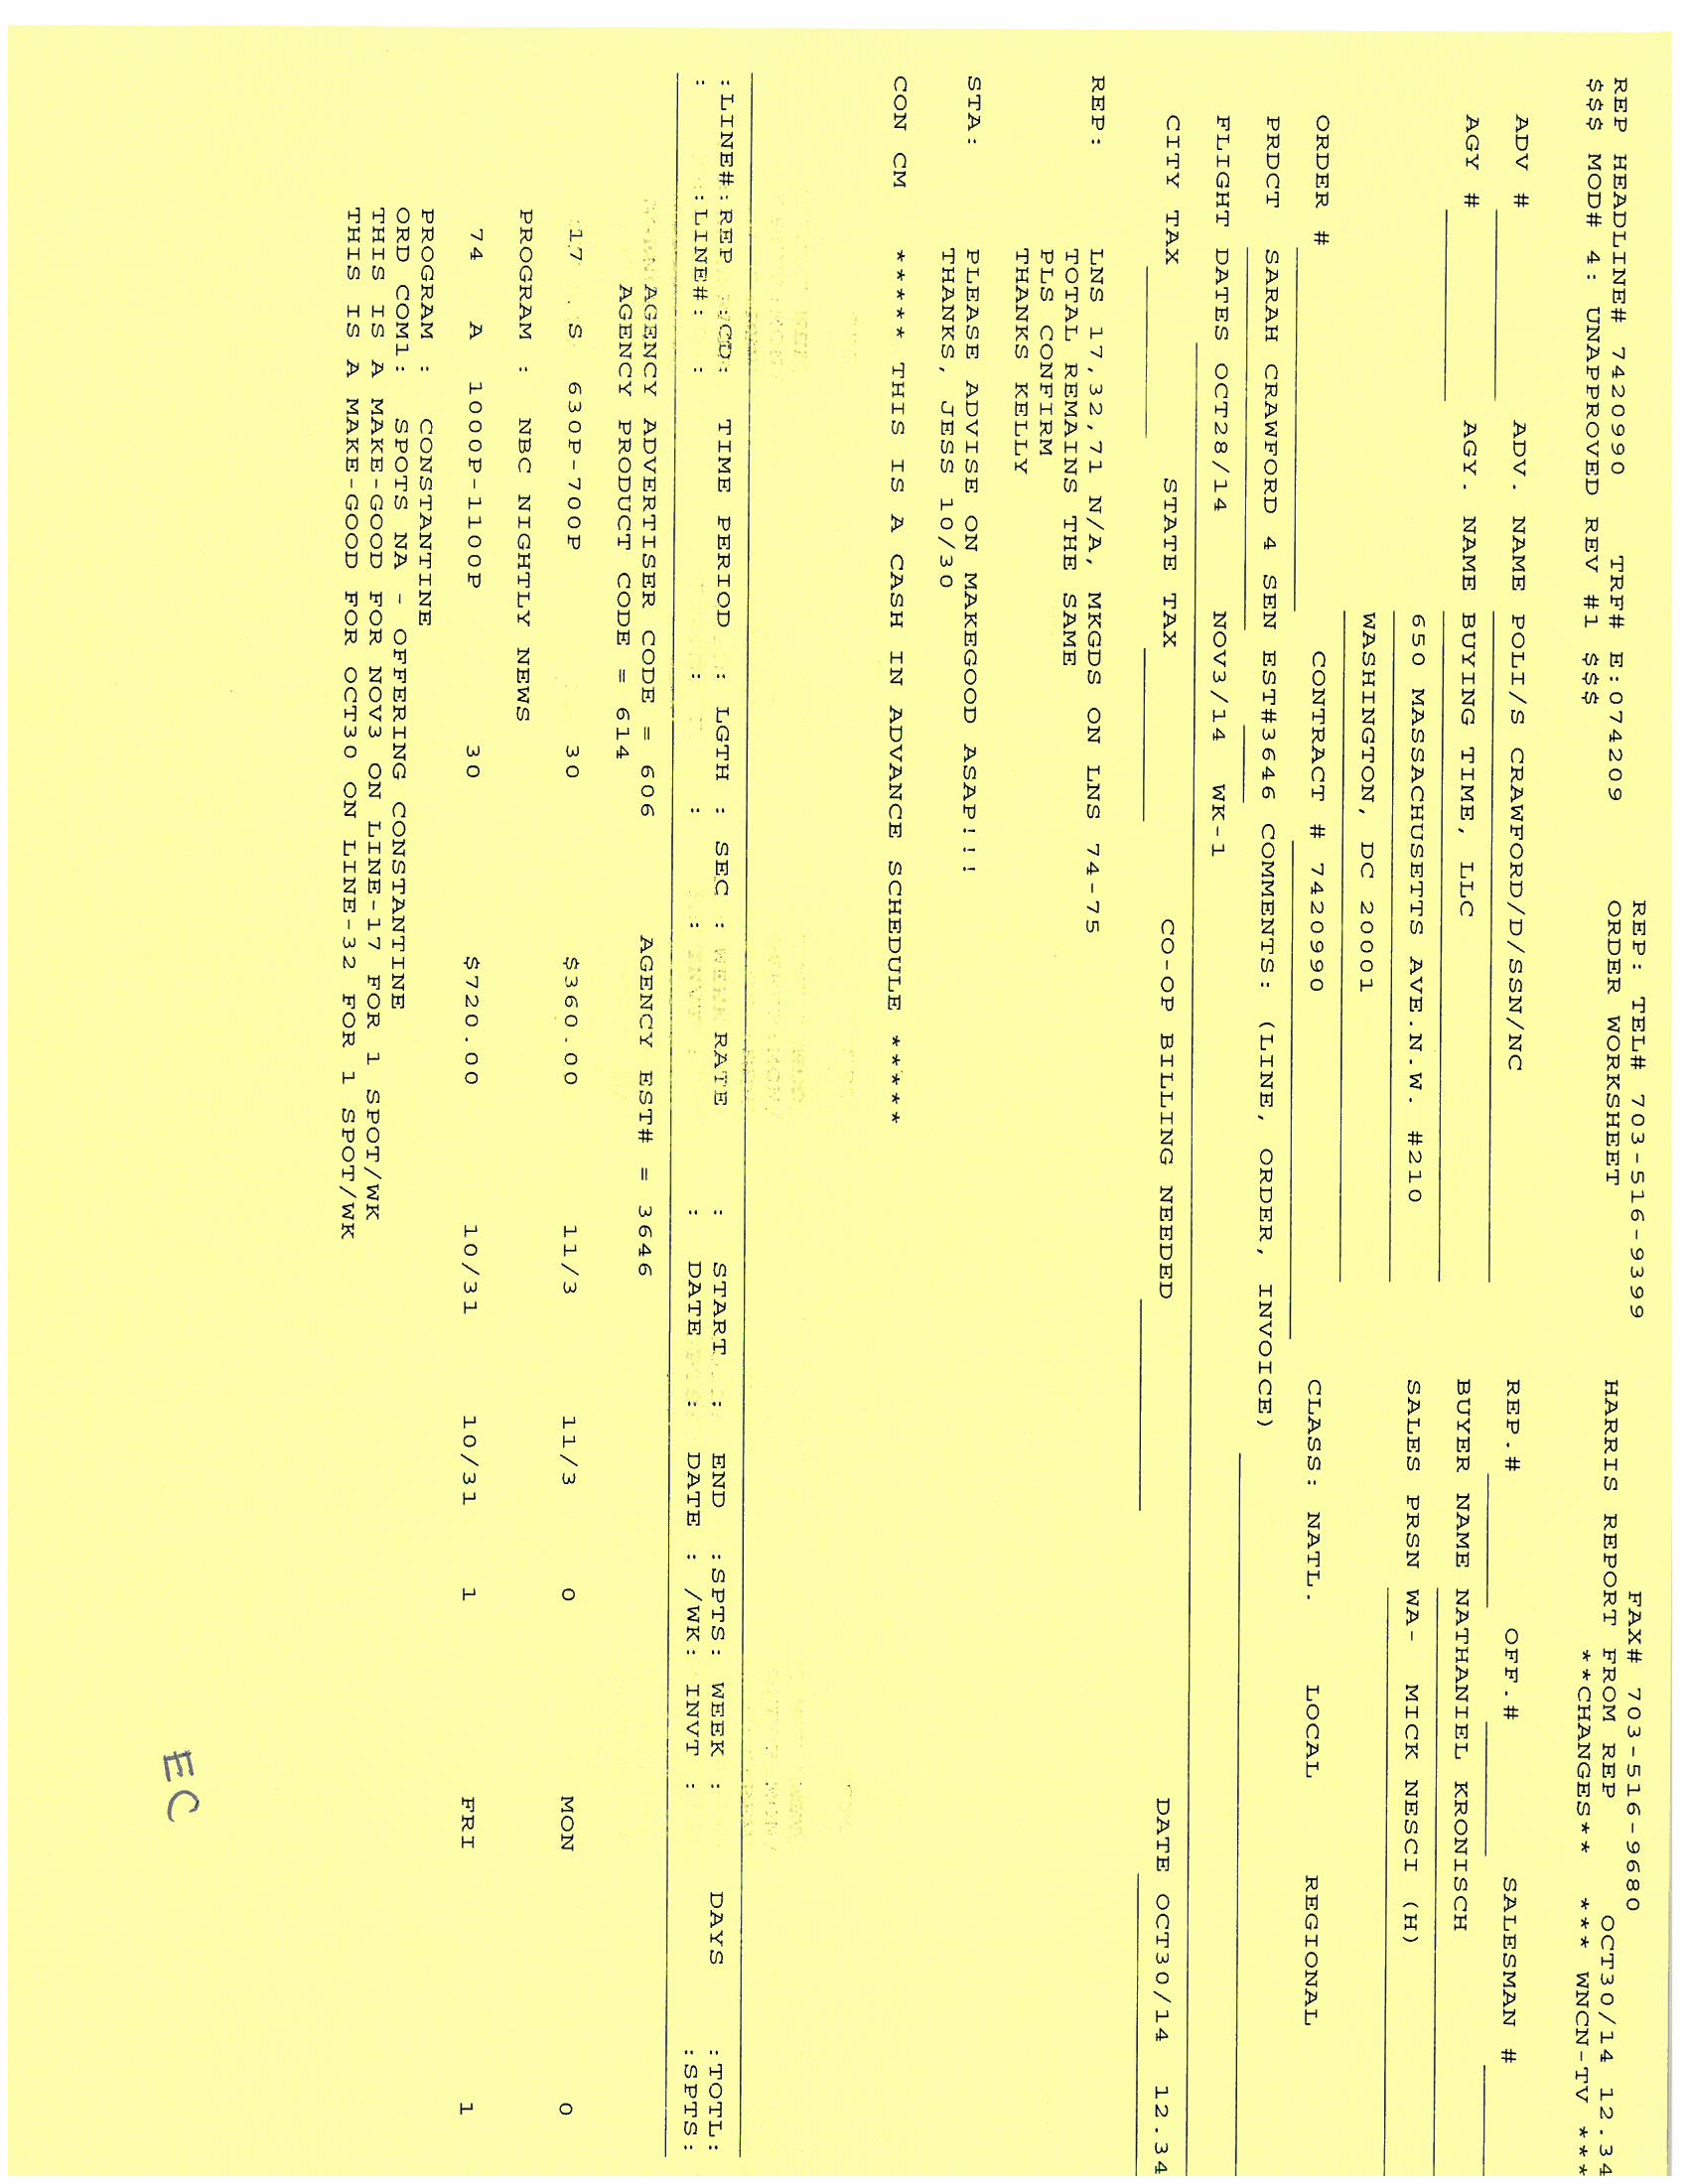 REP: TEL# 703-516-9399 FAX# 703-516-9680
REP HEADLINE# 7420990 TRF# E:074209 ORDER WORKSHEET HARRIS REPORT FROM REP OCT30/14 12.34
$$$ MOD# 4: UNAPPROVED REV #1 $$$ **CHANGES** *** WNCN-TV ***
ADV # ADV. NAME POLI/S CRAWFORD/D/SSN/NC REP.# OFF.# SALESMAN #
AGY # AGY. NAME BUYING TIME, LLC BUYER NAME NATHANIEL KRONISCH
650 MASSACHUSETTS AVE.N.W. #210 SALES PRSN WA- MICK NESCI (H)
WASHINGTON, DC 20001
ORDER # CONTRACT # 7420990 CLASS: NATL. LOCAL REGIONAL
PRDCT SARAH CRAWFORD 4 SEN EST#3646 COMMENTS: (LINE, ORDER, INVOICE)
FLIGHT DATES OCT28/14 NOV3/14 WK-1
CITY TAX STATE TAX CO-OP BILLING NEEDED DATE OCT30/14 12.34
REP: LNS 17,32,71 N/A, MKGDS ON LNS 74-75
TOTAL REMAINS THE SAME
PLS CONFIRM
THANKS KELLY
STA: PLEASE ADVISE ON MAKEGOOD ASAP!!!
THANKS, JESS 10/30
CON CM ***** THIS IS A CASH IN ADVANCE SCHEDULE *****
:LINE#:REP :CD: TIME PERIOD : LGTH : SEC : RATE : START : END :SPTS: WEEK : DAYS :TOTL:
: :LINE#: : : : : : DATE : DATE : /WK: INVT : :SPTS:
AGENCY ADVERTISER CODE = 606 AGENCY EST# = 3646
AGENCY PRODUCT CODE = 614
17 S 630P-700P 30 $360.00 11/3 11/3 0 MON 0
PROGRAM : NBC NIGHTLY NEWS
74 A 1000P-1100P 30 $720.00 10/31 10/31 1 FRI 1
PROGRAM : CONSTANTINE
ORD COM1: SPOTS NA - OFFERING CONSTANTINE
THIS IS A MAKE-GOOD FOR NOV3 ON LINE-17 FOR 1 SPOT/WK
THIS IS A MAKE-GOOD FOR OCT30 ON LINE-32 FOR 1 SPOT/WK
EC